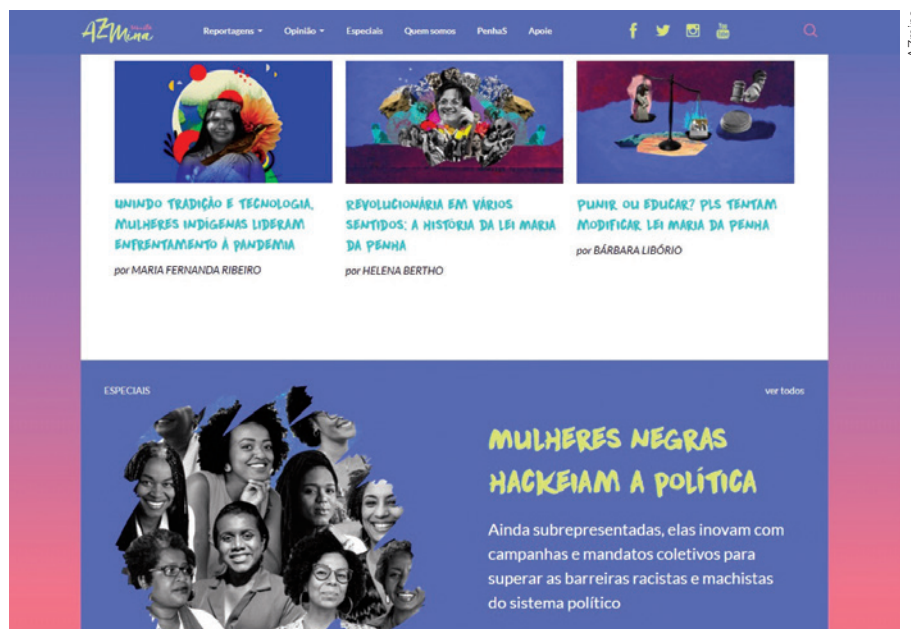 revista
AZMina
Reportagens
Opinião
Especiais
Quem somos
PenhaS
Apoie
You
Tube
UNINDO TRADIÇÃO E TECNOLOGIA,
MULHERES INDÍGENAS LIDERAM
ENFRENTAMENTO À PANDEMIA
por MARIA FERNANDA RIBEIRO
REVOLUCIONÁRIA EM VÁRIOS
SENTIDOS: A HISTÓRIA DA LEI MARIA
DA PENHA
por HELENA BERTHO
PUNIR OU EDUCAR? PLS TENTAM
MODIFICAR LEI MARIA DA PENHA
por BÁRBARA LIBÓRIO
ESPECIAIS
ver todos
MULHERES NEGRAS
HACKEIAM A POLÍTICA
Ainda subrepresentadas, elas inovam com
campanhas e mandatos coletivos para
superar as barreiras racistas e machistas
do sistema político